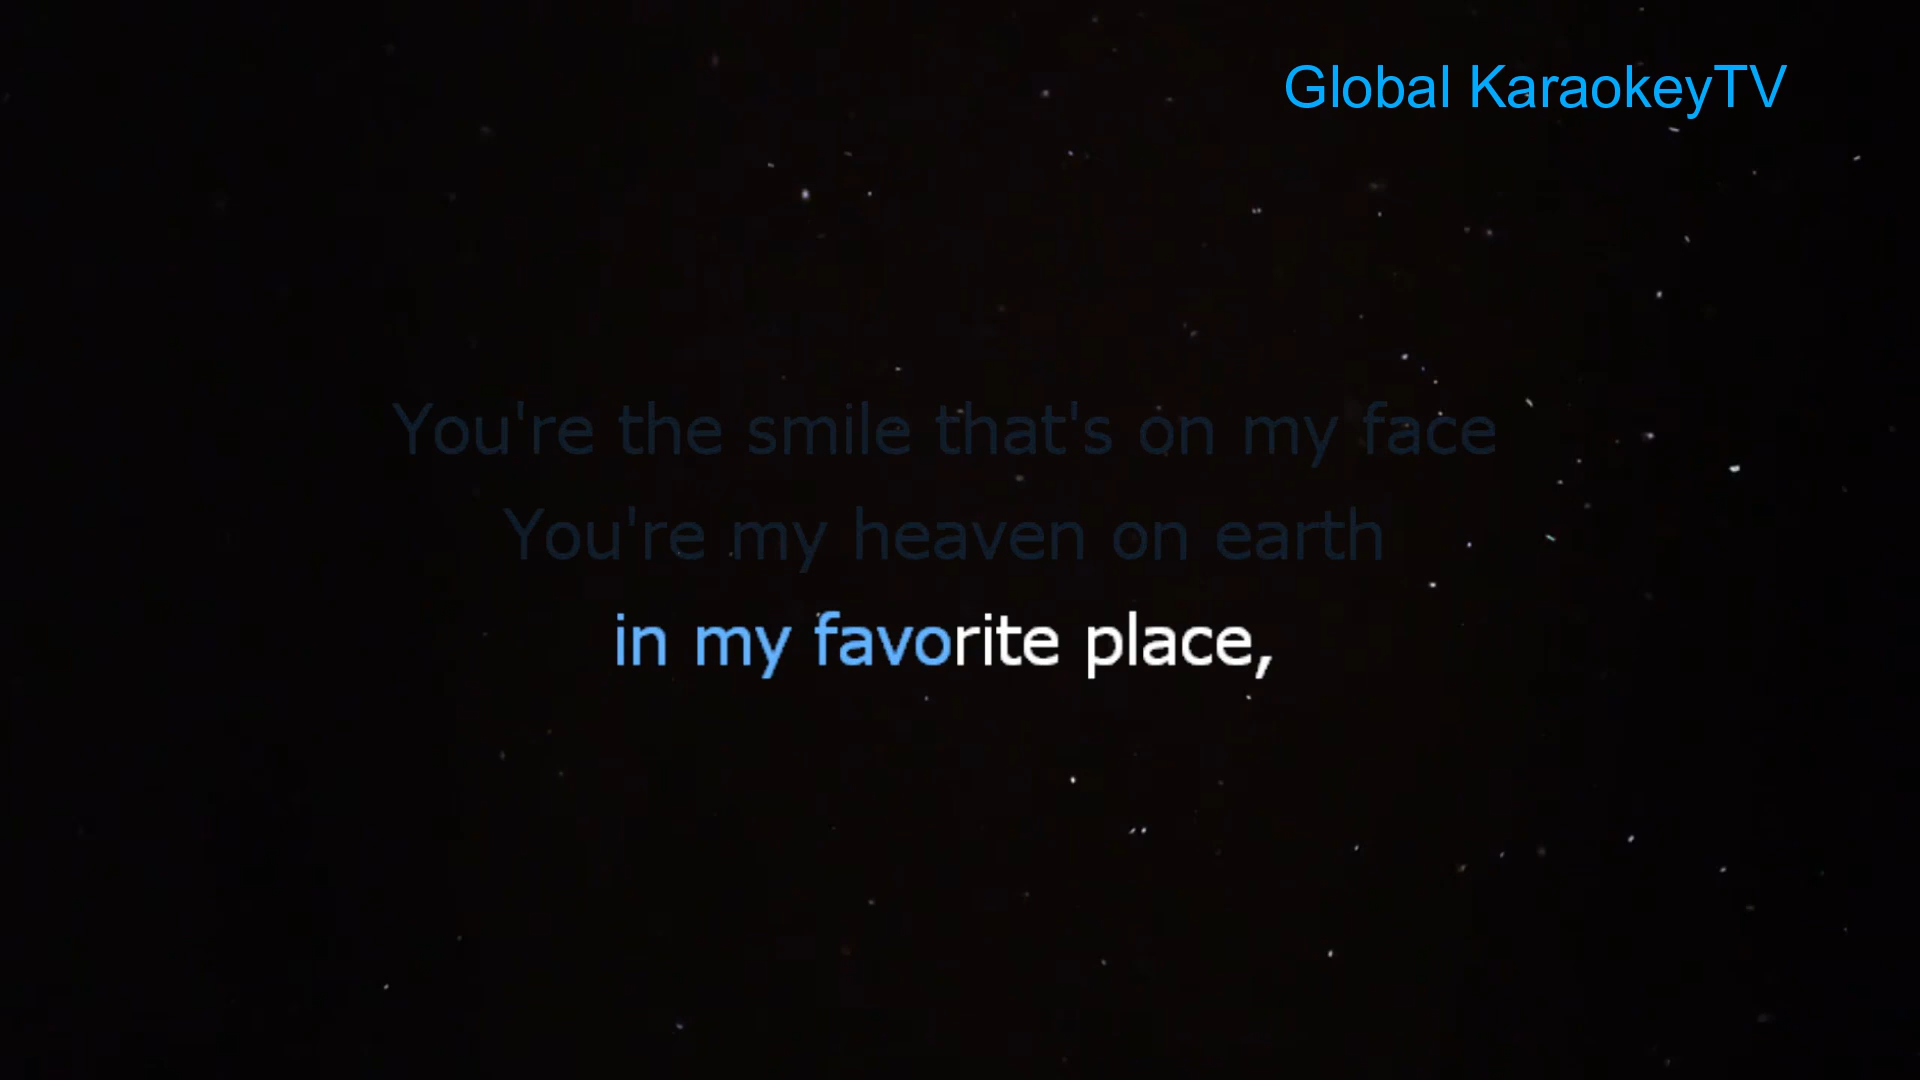 Global KaraokeyTV
You're the smile that's on my face
You're my heaven on earth
in my favorite place,